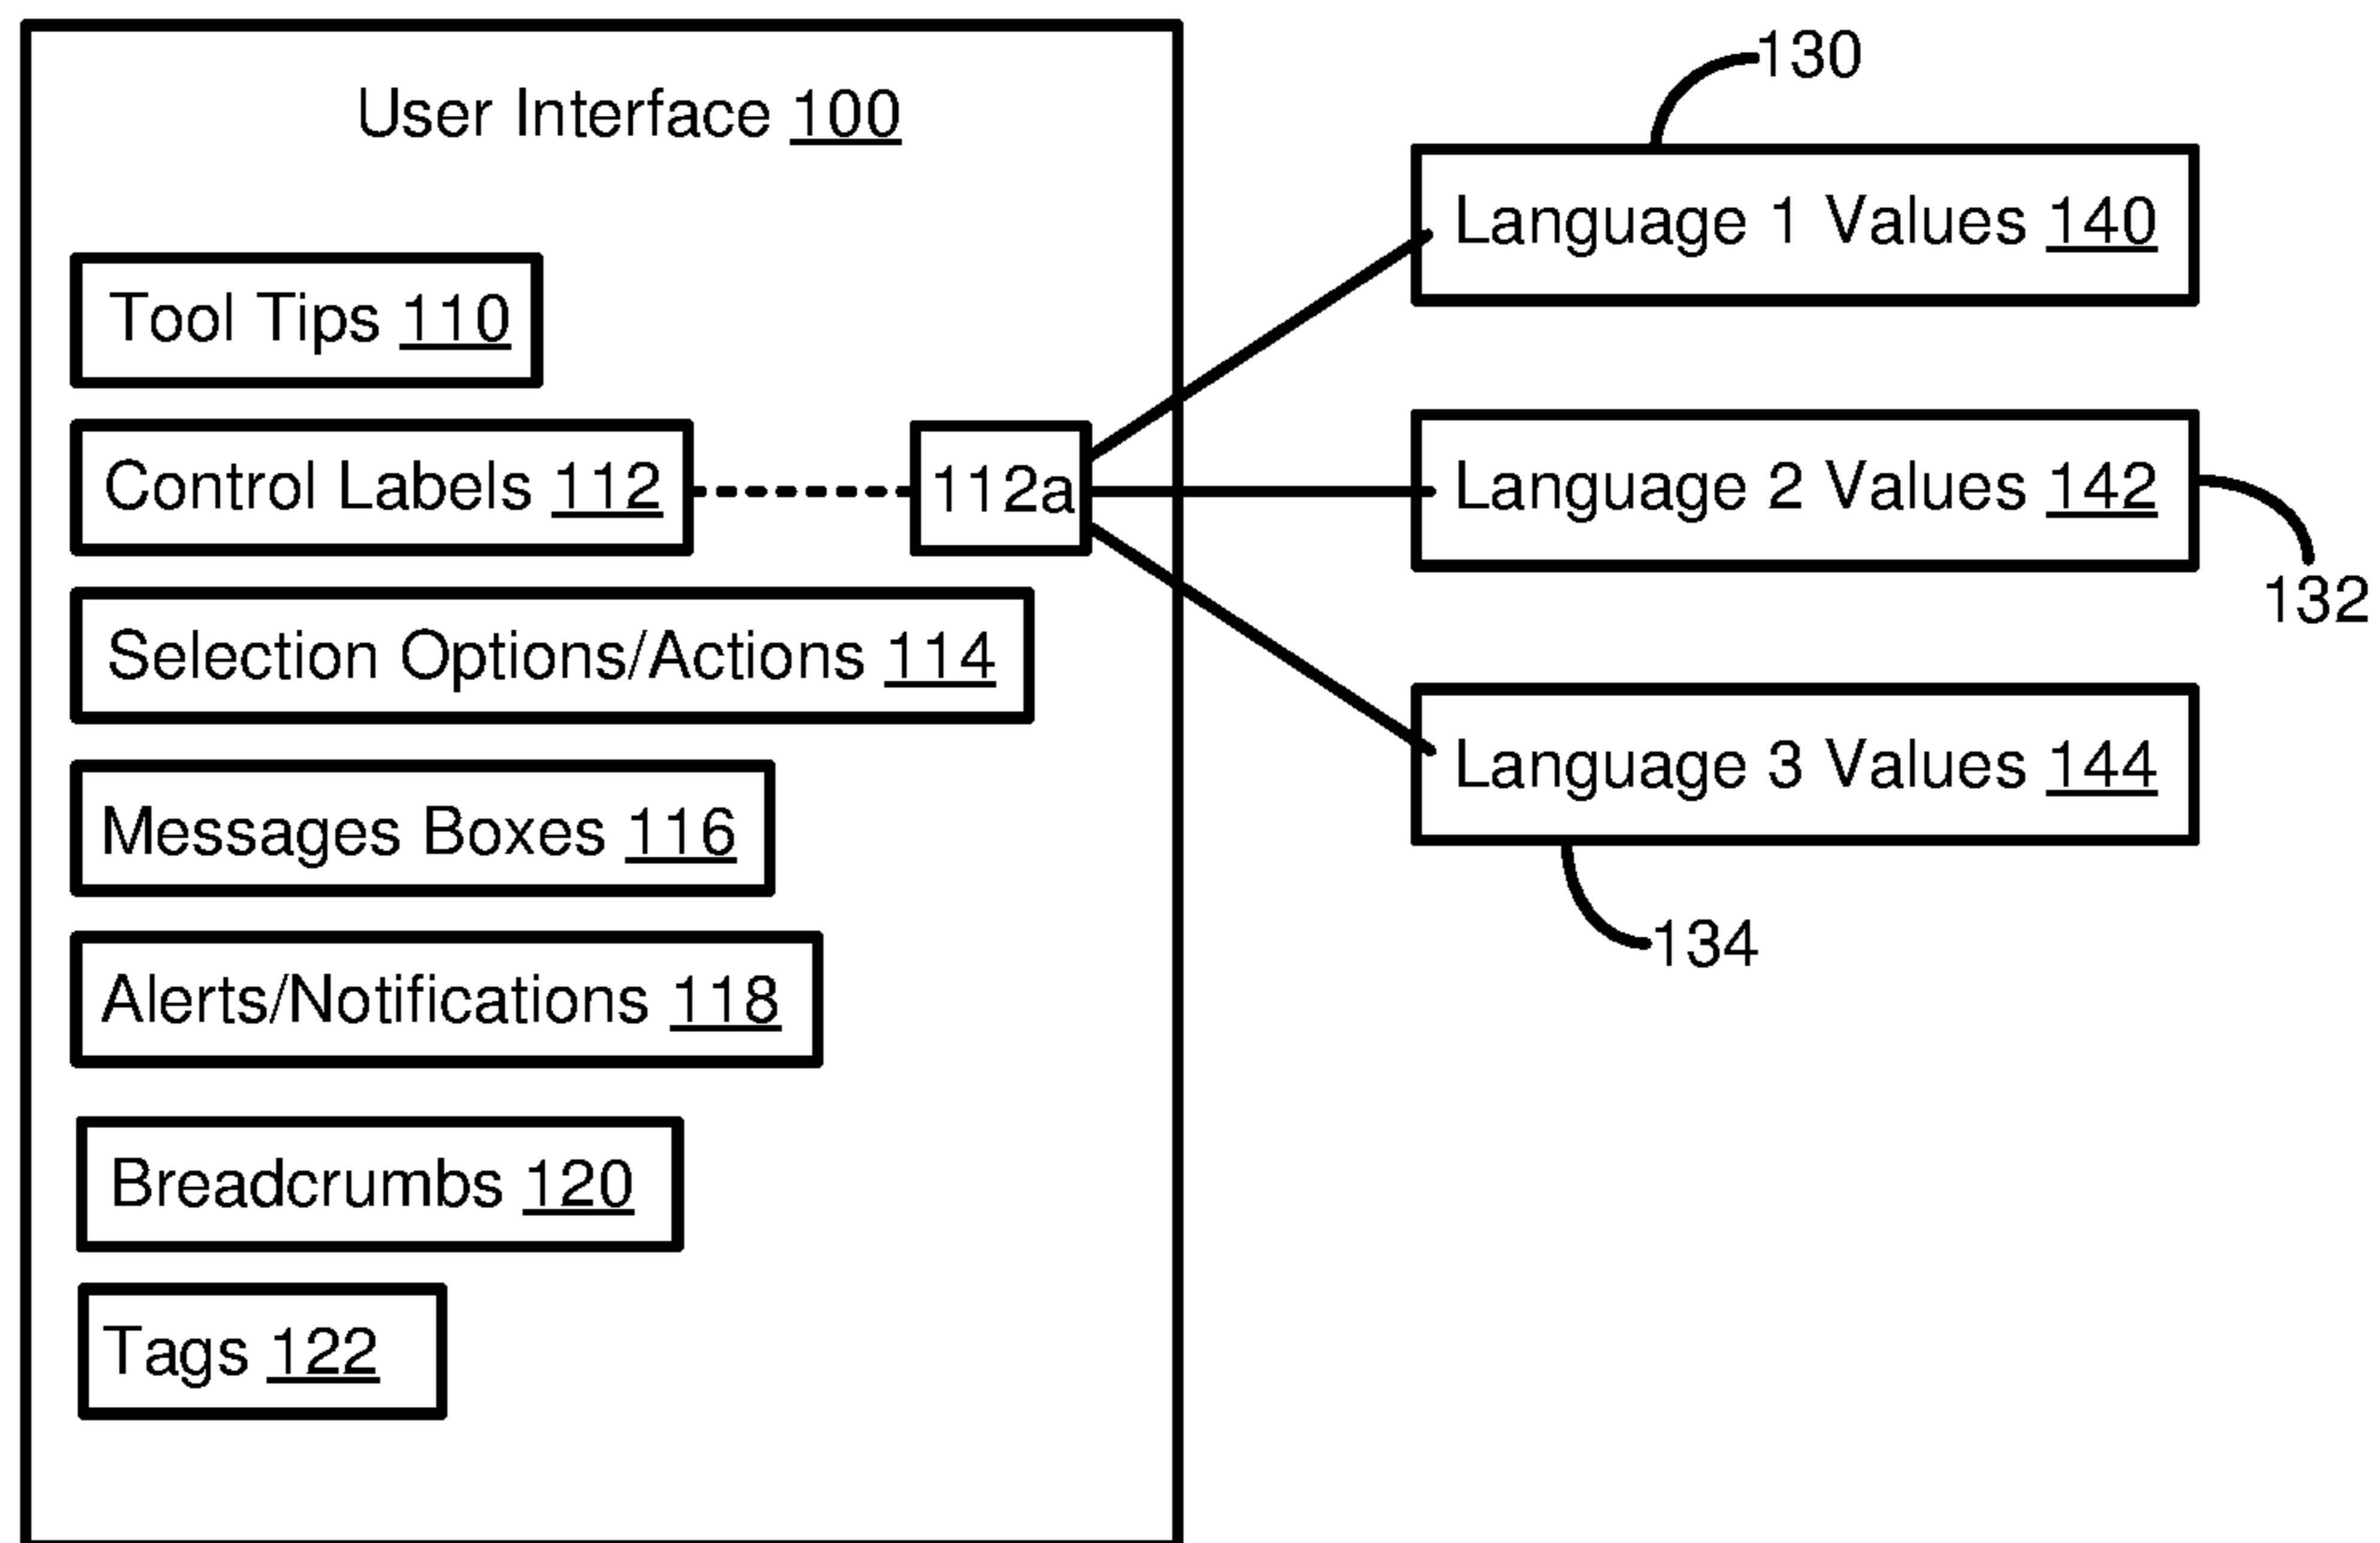 User Interface 100
Tool Tips 110
Control Labels 112
112a
Selection Options/Actions 114
Messages Boxes 116
Alerts/Notifications 118
Breadcrumbs 120
Tags 122
130
Language 1 Values 140
Language 2 Values 142
132
Language 3 Values 144
134